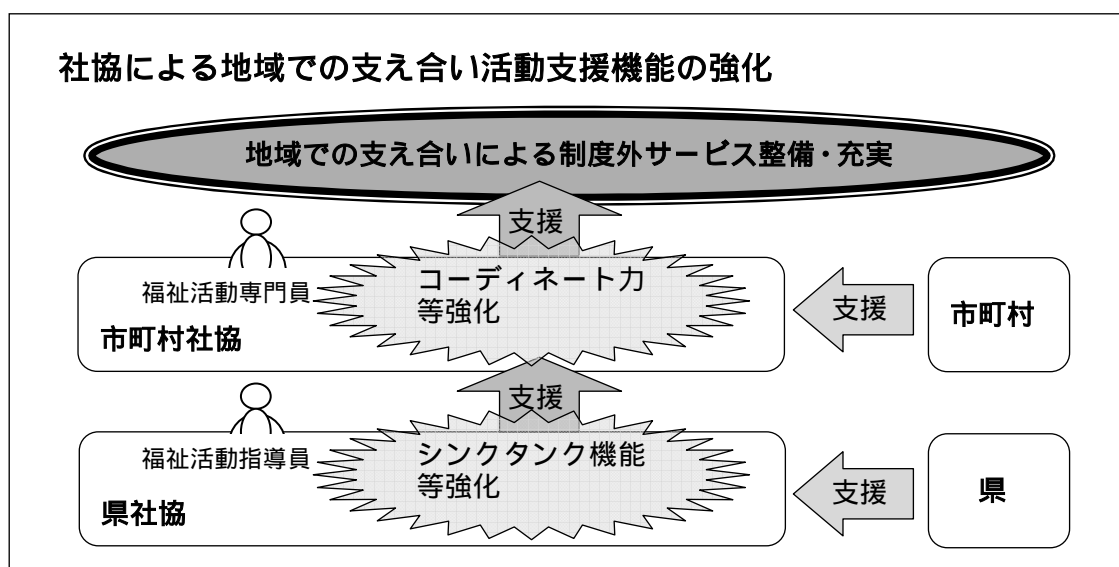 社協による地域での支え合い活動支援機能の強化
地域での支え合いによる制度外サービス整備・充実
支援
コーディネート力
等強化
福祉活動専門員
市町村社協
支援
市町村
支援
シンクタンク機能
等強化
福祉活動指導員
県社協
支援
県